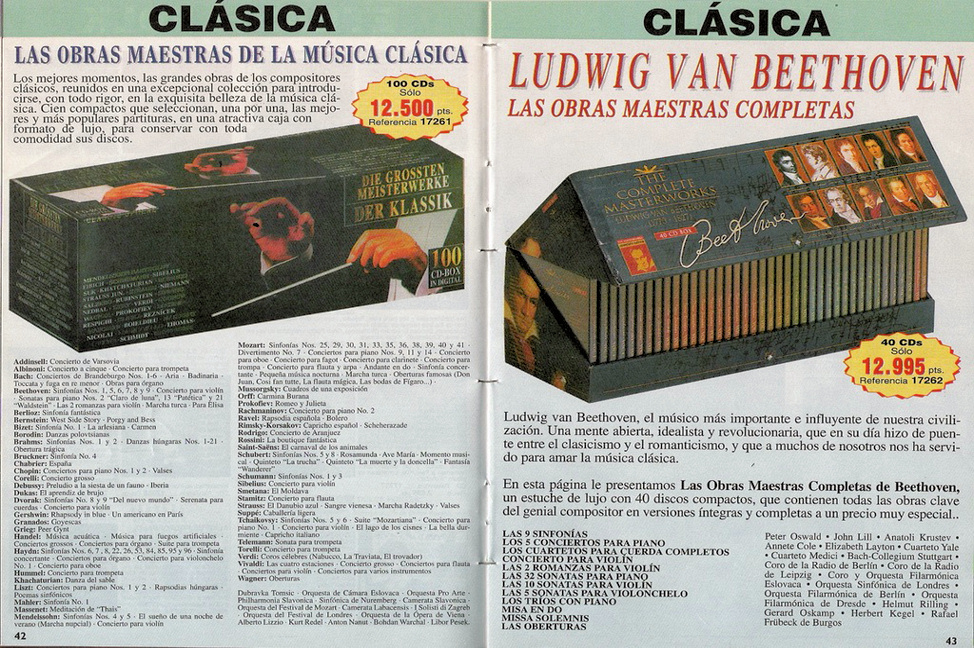 CLÁSICA
LAS OBRAS MAESTRAS DE LA MÚSICA CLÁSICA
Los mejores momentos, las grandes obras de los compositores
clásicos, reunidos en una excepcional colección para introdu-
cirse, con todo rigor, en la exquisita belleza de la música clá-
sica. Cien compactos que seleccionan, una por una, las mejo-
res y más populares partituras, en una atractiva caja con
formato de lujo, para conservar con toda
comodidad sus discos.
100 CDs
Sólo
12.500 pts.
Referencia 17261
DIE GROSSTEN
MEISTERWERKE
DER KLASSIK
100
CD-BOX
IN DIGITAL
Addinsell: Concierto de Varsovia
Albinoni: Concierto a cinque · Concierto para trompeta
Bach: Conciertos de Brandeburgo Nos. 1-6 · Aria · Badinaria ·
Toccata y fuga en re menor · Obras para órgano
Beethoven: Sinfonías Nos. 1, 5, 6, 7, 8 y 9 · Concierto para violín
· Sonatas para piano Nos. 2 "Claro de luna", 13 "Patética" y 21
"Waldstein" · Las 2 romanzas para violín · Marcha turca · Para Elisa
Berlioz: Sinfonía fantástica
Bernstein: West Side Story · Porgy and Bess
Bizet: Sinfonía No. 1 · La arlesiana · Carmen
Borodin: Danzas polovtsianas
Brahms: Sinfonías Nos. 1 y 2 · Danzas húngaras Nos. 1-21 ·
Obertura trágica
Bruckner: Sinfonía No. 4
Chabrier: España
Chopin: Conciertos para piano Nos. 1 y 2 · Valses
Corelli: Concierto grosso
Debussy: Preludio a la siesta de un fauno · Iberia
Dukas: El aprendiz de brujo
Dvorak: Sinfonías Nos. 8 y 9 "Del nuevo mundo" · Serenata para
cuerdas · Concierto para violín
Gershwin: Rhapsody in blue · Un americano en París
Granados: Goyescas
Grieg: Peer Gynt
Handel: Música acuática · Música para fuegos artificiales ·
Conciertos grossos · Conciertos para órgano · Suite para trompeta
Haydn: Sinfonías Nos. 6, 7, 8, 22, 26, 53, 84, 85, 95 y 96 · Sinfonía
concertante · Conciertos para órgano · Concierto para violonchelo
No. 1 · Concierto para oboe
Hummel: Concierto para trompeta
Khachaturian: Danza del sable
Liszt: Conciertos para piano Nos. 1 y 2 · Rapsodias húngaras ·
Poemas sinfónicos
Mahler: Sinfonía No. 1
Massenet: Meditación de "Thais"
Mendelssohn: Sinfonías Nos. 4 y 5 · El sueño de una noche de
verano (Marcha nupcial) · Concierto para violín
Mozart: Sinfonías Nos. 25, 29, 30, 31, 33, 35, 36, 38, 39, 40 y 41 ·
Divertimento No. 7 · Conciertos para piano Nos. 9, 11 y 14 · Concierto
para oboe · Concierto para fagot · Concierto para clarinete · Concierto para
trompa · Concierto para flauta y arpa · Andante en do · Sinfonía concer-
tante · Pequeña música nocturna · Marcha turca · Oberturas famosas (Don
Juan, Cosi fan tutte, La flauta mágica, Las bodas de Fígaro...)
Mussorgsky: Cuadros de una exposición
Orff: Carmina Burana
Prokofiev: Romeo y Julieta
Rachmaninov: Concierto para piano No. 2
Ravel: Rapsodia española · Bolero
Rimsky-Korsakov: Capricho español · Scheherazade
Rodrigo: Concierto de Aranjuez
Rossini: La boutique fantástica
Saint-Saëns: El carnaval de los animales
Schubert: Sinfonías Nos. 5 y 8 · Rosamunda · Ave María · Momento musi-
cal · Quinteto "La trucha" · Quinteto "La muerte y la doncella" · Fantasía
"Wanderer"
Schumann: Sinfonías Nos. 1 y 3
Sibelius: Concierto para violín
Smetana: El Moldava
Stamitz: Concierto para flauta
Strauss: El Danubio azul · Sangre vienesa · Marcha Radetzky · Valses
Suppé: Caballería ligera
Tchaikovsy: Sinfonías Nos. 5 y 6 · Suite "Mozartiana" · Concierto para
piano No. 1 · Concierto para violín · El lago de los cisnes · La bella dur-
miente · Capricho italiano
Telemann: Sonata para trompeta
Torelli: Concierto para trompeta
Verdi: Coros célebres (Nabucco, La Traviata, El trovador)
Vivaldi: Las cuatro estaciones · Concierto grosso · Conciertos para flauta
· Conciertos para violín · Conciertos para varios instrumentos
Wagner: Oberturas
Dubravka Tomsic · Orquesta de Cámara Eslovaca · Orquesta Pro Arte ·
Philharmonia Slavonica · Sinfónica de Nüremberg · Camerata Slavonica ·
Orquesta del Festival de Mozart · Camerata Labacensis · I Solisti di Zagreb
· Orquesta del Festival de Londres · Orquesta de la Ópera de Viena ·
Alberto Lizzio · Kurt Redel · Anton Nanut · Bohdan Warchal · Libor Pesek.
42
CLÁSICA
LUDWIG VAN BEETHOVEN
LAS OBRAS MAESTRAS COMPLETAS
THE
COMPLETE
MASTERWORKS
LUDWIG VAN BEETHOVEN
40 CD BOX
Beethoven
40 CDs
Sólo
12.995 pts.
Referencia 17262
Ludwig van Beethoven, el músico más importante e influyente de nuestra civili-
zación. Una mente abierta, idealista y revolucionaria, que en su día hizo de puen-
te entre el clasicismo y el romanticismo, y que a muchos de nosotros nos ha servi-
do para amar la música clásica.
En esta página le presentamos Las Obras Maestras Completas de Beethoven,
un estuche de lujo con 40 discos compactos, que contienen todas las obras clave
del genial compositor en versiones íntegras y completas a un precio muy especial..
LAS 9 SINFONÍAS
LOS 5 CONCIERTOS PARA PIANO
LOS CUARTETOS PARA CUERDA COMPLETOS
CONCIERTO PARA VIOLÍN
LAS 2 ROMANZAS PARA VIOLÍN
LAS 32 SONATAS PARA PIANO
LAS 10 SONATAS PARA VIOLIN
LAS 5 SONATAS PARA VIOLONCHELO
LOS TRÍOS CON PIANO
MISA EN DO
MISSA SOLEMNIS
LAS OBERTURAS
Peter Oswald • John Lill • Anatoli Krustev •
Annete Cole • Elizabeth Layton • Cuarteto Yale
• Cuarteto Medici • Bach-Collegium Stuttgart •
Coro de la Radio de Berlín • Coro de la Radio
de Leipzig • Coro y Orquesta Filarmónica
Eslovaca • Orquesta Sinfónica de Londres •
Orquesta Filarmónica de Berlín • Orquesta
Filarmónica de Dresde • Helmut Rilling •
Gerard Oskamp • Herbert Kegel • Rafael
Frübeck de Burgos
43